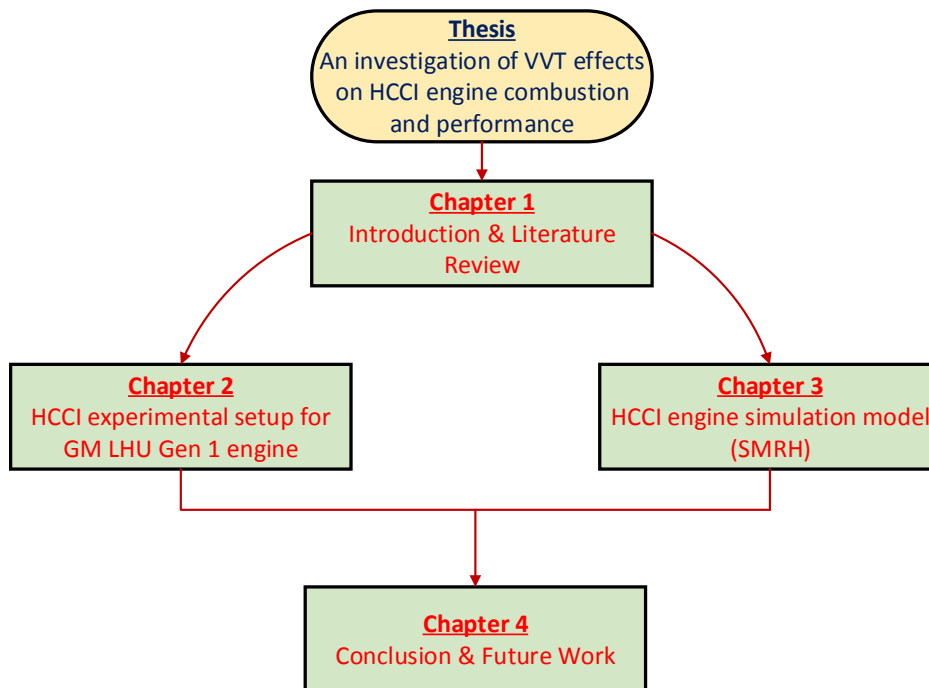 Thesis
An investigation of VVT effects
on HCCI engine combustion
and performance
Chapter 1
Introduction & Literature
Review
Chapter 2
HCCI experimental setup for
GM LHU Gen 1 engine
Chapter 3
HCCI engine simulation model
(SMRH)
Chapter 4
Conclusion & Future Work